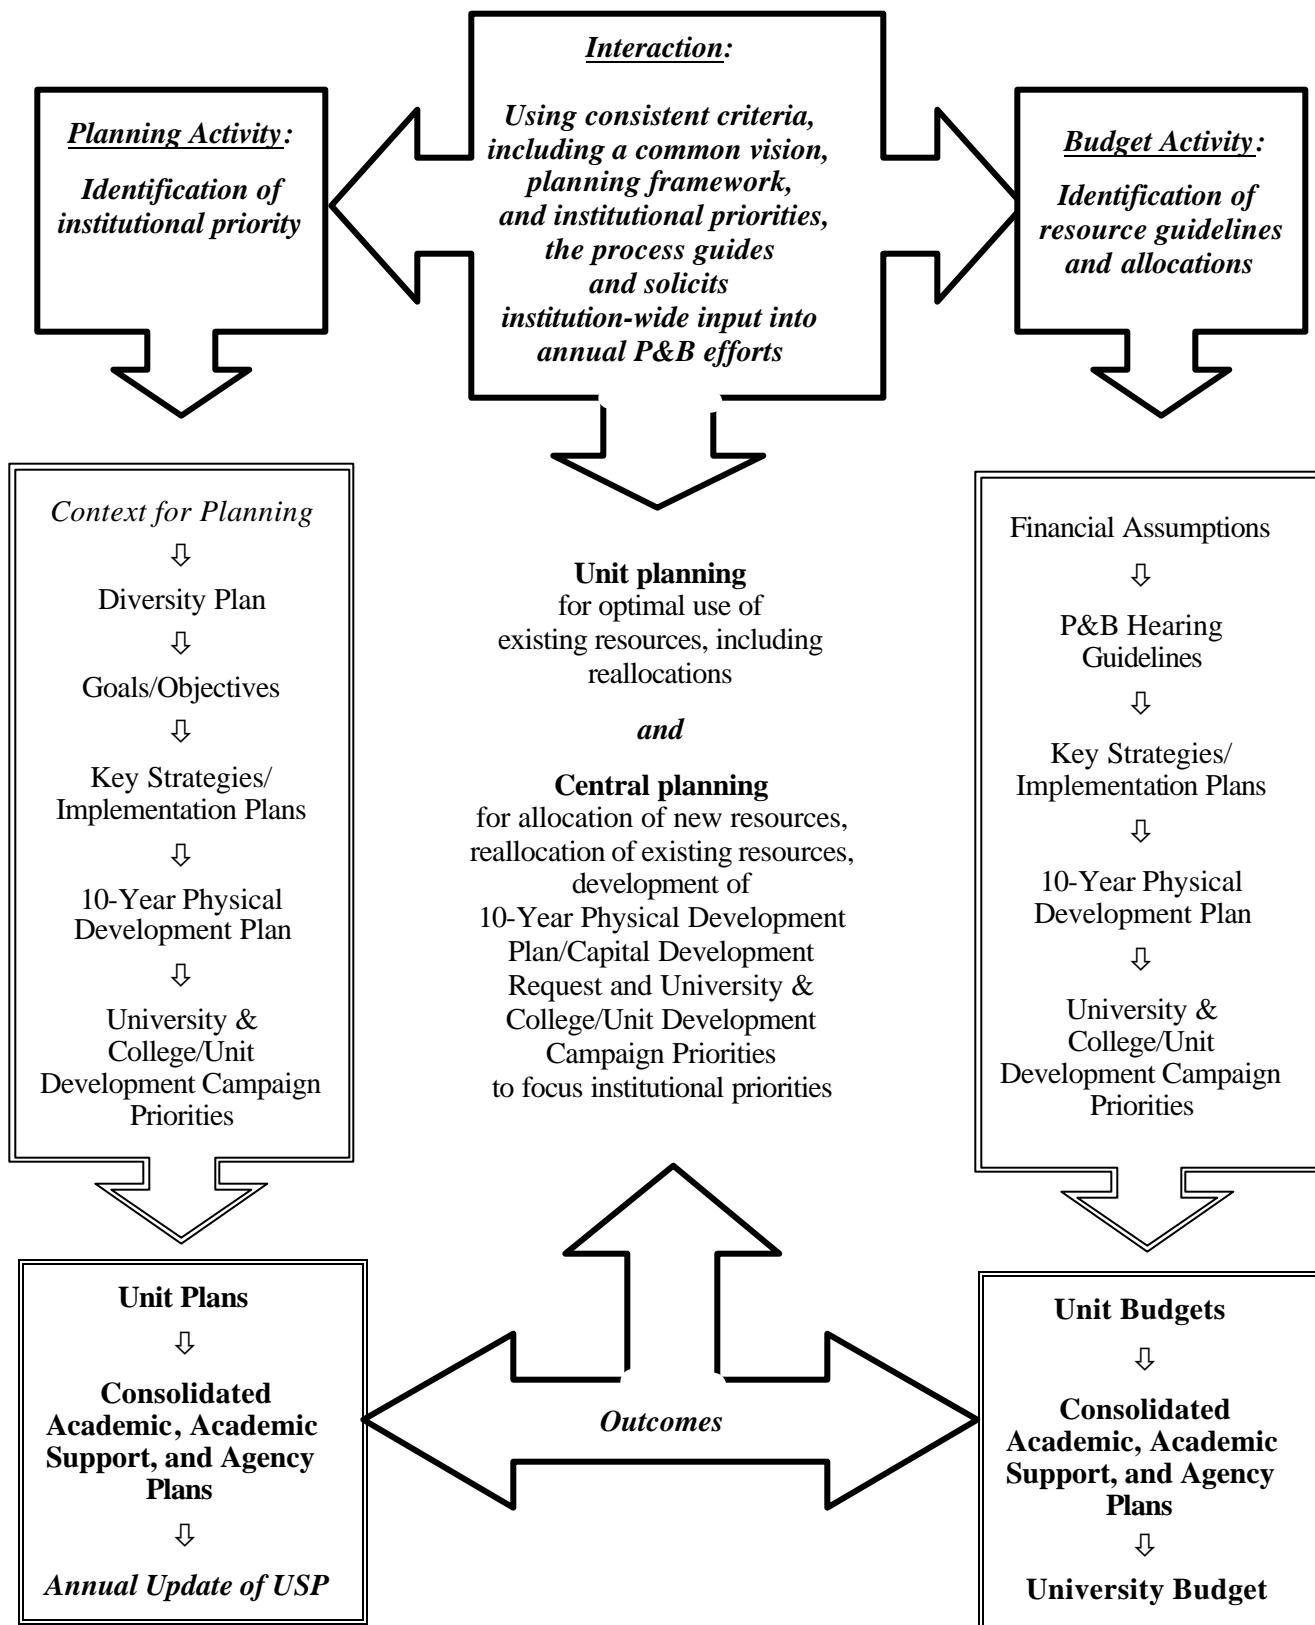 Planning Activity:
Identification of
institutional priority
Interaction:
Using consistent criteria,
including a common vision,
planning framework,
and institutional priorities,
the process guides
and solicits
institution-wide input into
annual P&B efforts
Budget Activity:
Identification of
resource guidelines
and allocations
Context for Planning
Diversity Plan
Goals/Objectives
Key Strategies/
Implementation Plans
10-Year Physical
Development Plan
University &
College/Unit
Development Campaign
Priorities
Unit planning
for optimal use of
existing resources, including
reallocations
and
Central planning
for allocation of new resources,
reallocation of existing resources,
development of
10-Year Physical Development
Plan/Capital Development
Request and University &
College/Unit Development
Campaign Priorities
to focus institutional priorities
Financial Assumptions
P&B Hearing
Guidelines
Key Strategies/
Implementation Plans
10-Year Physical
Development Plan
University &
College/Unit
Development Campaign
Priorities
Unit Plans
Consolidated
Academic, Academic
Support, and Agency
Plans
Annual Update of USP
Outcomes
Unit Budgets
Consolidated
Academic, Academic
Support, and Agency
Plans
University Budget